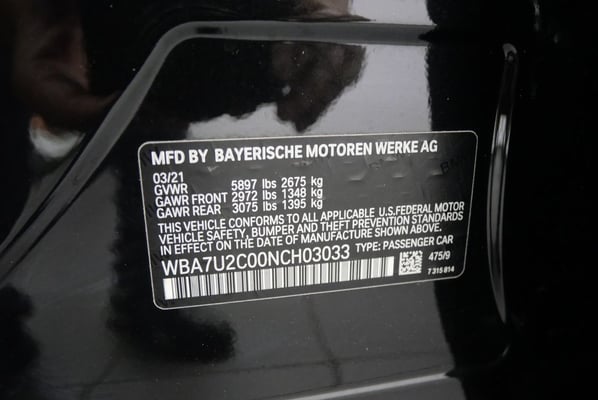 MFD BY BAYERISCHE MOTOREN WERKE AG
03/21
GVWR 5897 lbs 2675 kg
GAWR FRONT 2972 lbs 1348 kg
GAWR REAR 3075 lbs 1395 kg
THIS VEHICLE CONFORMS TO ALL APPLICABLE U.S.FEDERAL MOTOR
VEHICLE SAFETY, BUMPER AND THEFT PREVENTION STANDARDS
IN EFFECT ON THE DATE OF MANUFACTURE SHOWN ABOVE.
WBA7U2C00NCH03033 TYPE: PASSENGER CAR
475/9
7 315 814